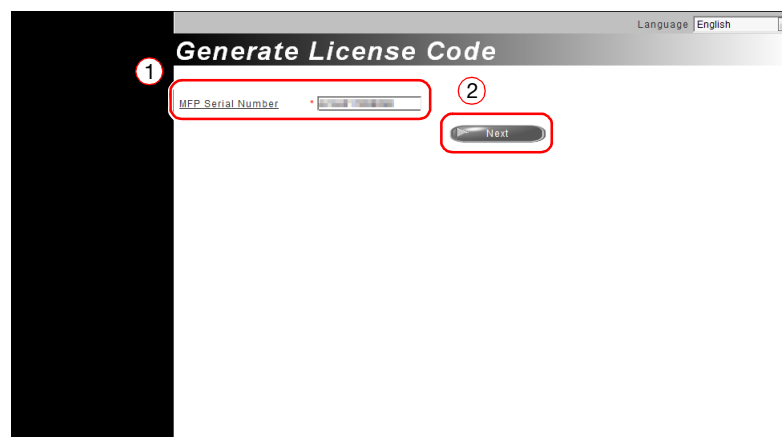 Language English
Generate License Code
1
MFP Serial Number *
2
Next